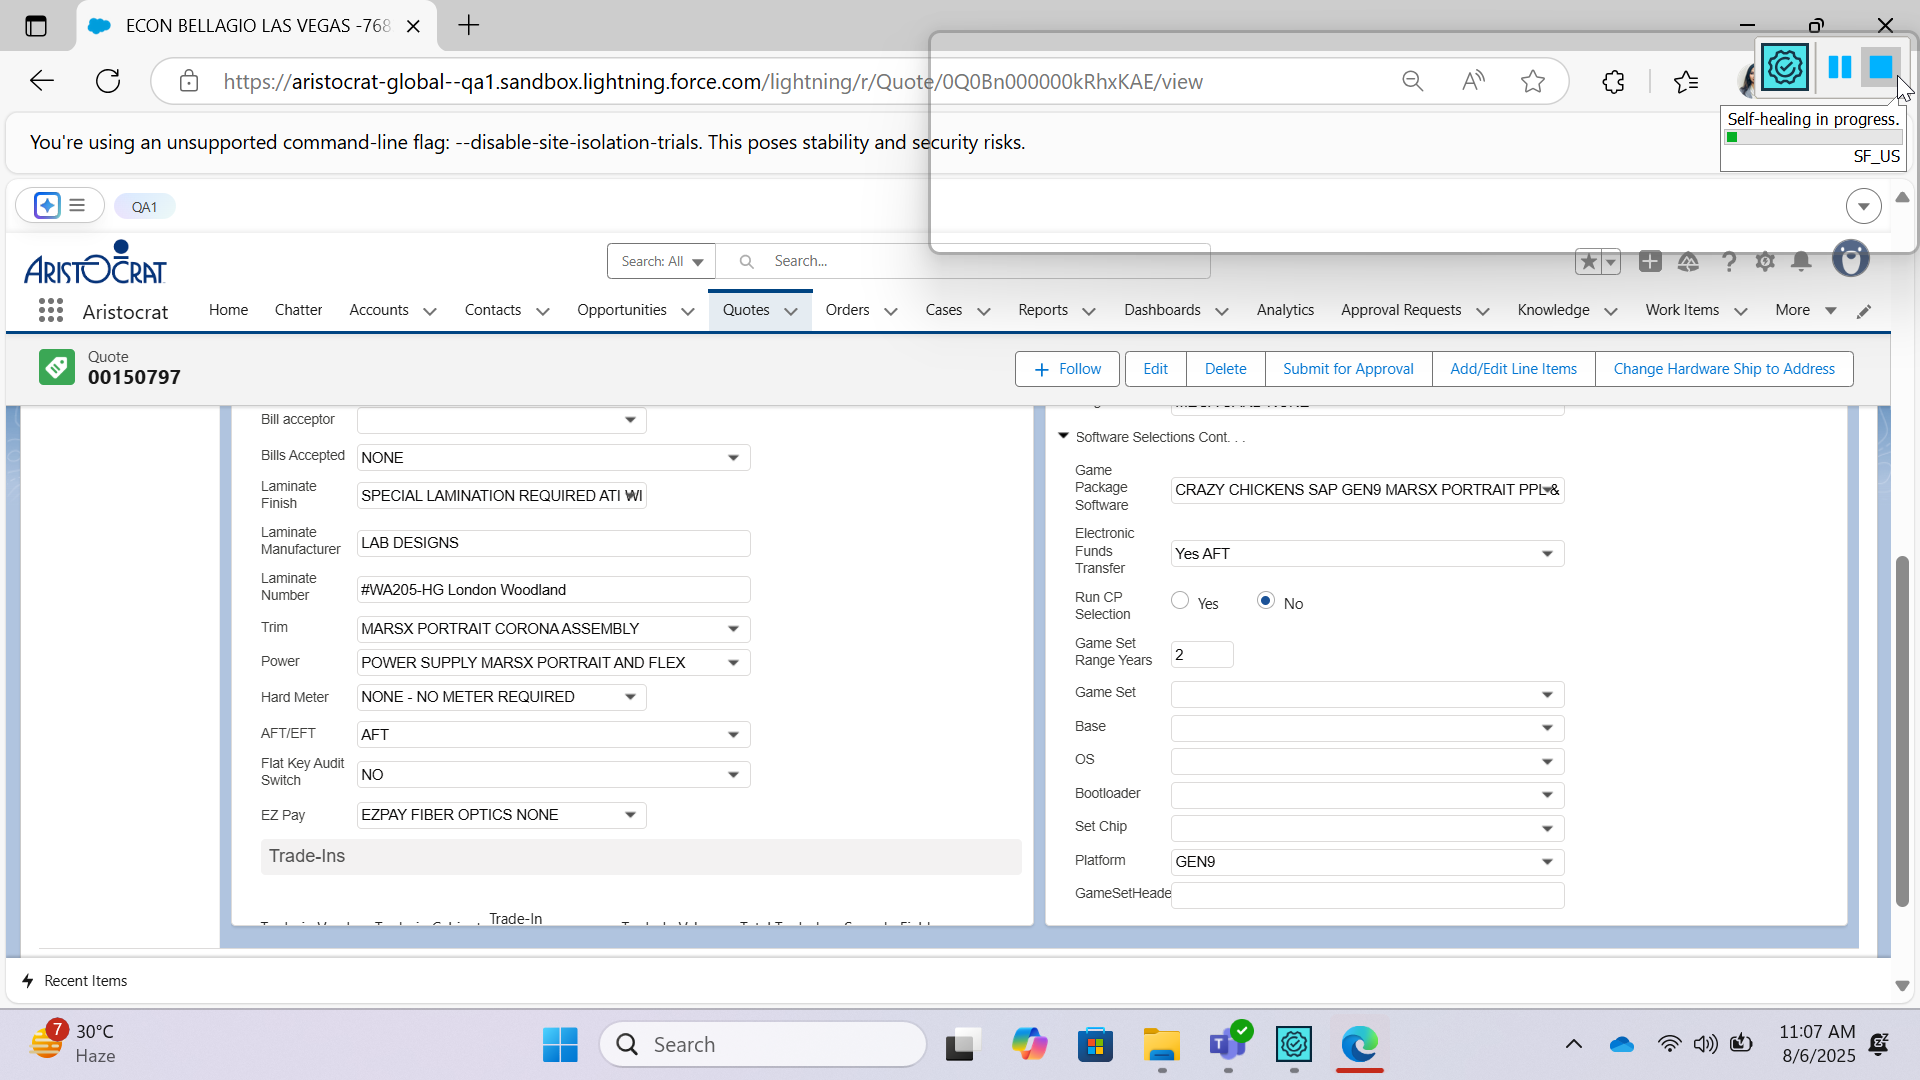 ECON BELLAGIO LAS VEGAS -768
https://aristocrat-global--qa1.sandbox.lightning.force.com/lightning/r/Quote/0Q0Bn000000kRhxKAE/view
You're using an unsupported command-line flag: --disable-site-isolation-trials. This poses stability and security risks.
Self-healing in progress.
SF_US
QA1
ARISTOCRAT
Search: All
Search...
Aristocrat
Home
Chatter
Accounts
Contacts
Opportunities
Quotes
Orders
Cases
Reports
Dashboards
Analytics
Approval Requests
Knowledge
Work Items
More
Quote
00150797
Follow
Edit
Delete
Submit for Approval
Add/Edit Line Items
Change Hardware Ship to Address
Bill acceptor
Bills Accepted
NONE
Laminate
Finish
SPECIAL LAMINATION REQUIRED ATI WI
Laminate
Manufacturer
LAB DESIGNS
Laminate
Number
#WA205-HG London Woodland
Trim
MARSX PORTRAIT CORONA ASSEMBLY
Power
POWER SUPPLY MARSX PORTRAIT AND FLEX
Hard Meter
NONE - NO METER REQUIRED
AFT/EFT
AFT
Flat Key Audit
Switch
NO
EZ Pay
EZPAY FIBER OPTICS NONE
Trade-Ins
Trade-In
Software Selections Cont. . .
Game
Package
Software
CRAZY CHICKENS SAP GEN9 MARSX PORTRAIT PPL &
Electronic
Funds
Transfer
Yes AFT
Run CP
Selection
Yes
No
Game Set
Range Years
2
Game Set
Base
OS
Bootloader
Set Chip
Platform
GEN9
GameSetHeade
Recent Items
7
30°C
Haze
Search
11:07 AM
8/6/2025